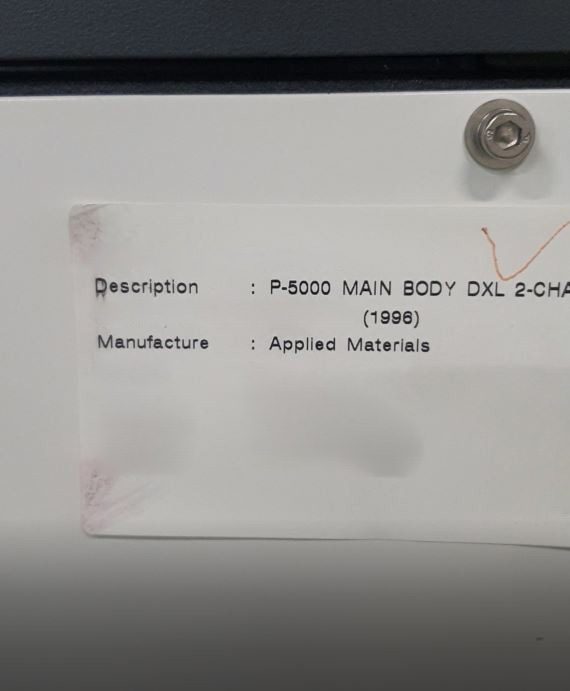 Description : P-5000 MAIN BODY DXL 2-CHA
(1996)
Manufacture : Applied Materials